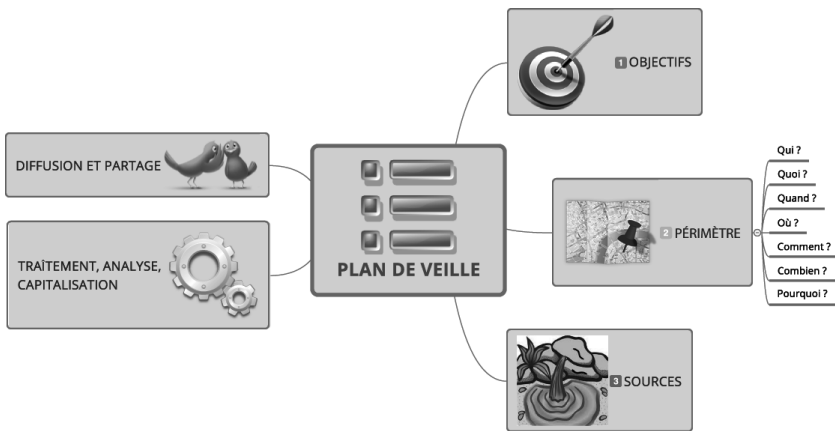 1 OBJECTIFS
Qui ?
Quoi ?
Quand ?
Où ?
Comment ?
Combien ?
Pourquoi ?
2 PÉRIMÈTRE
3 SOURCES
PLAN DE VEILLE
DIFFUSION ET PARTAGE
TRAÎTEMENT, ANALYSE,
CAPITALISATION